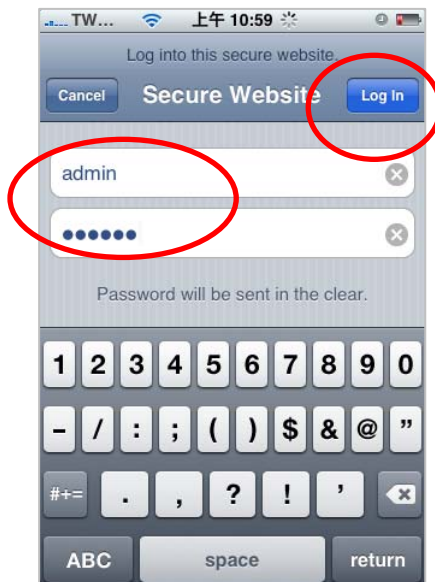 TW... 上午 10:59
Log into this secure website.
Cancel Secure Website Log In
admin
••••••
Password will be sent in the clear.
1 2 3 4 5 6 7 8 9 0
- / : ; ( ) $ & @ ”
#+= . , ? ! ’
ABC space return